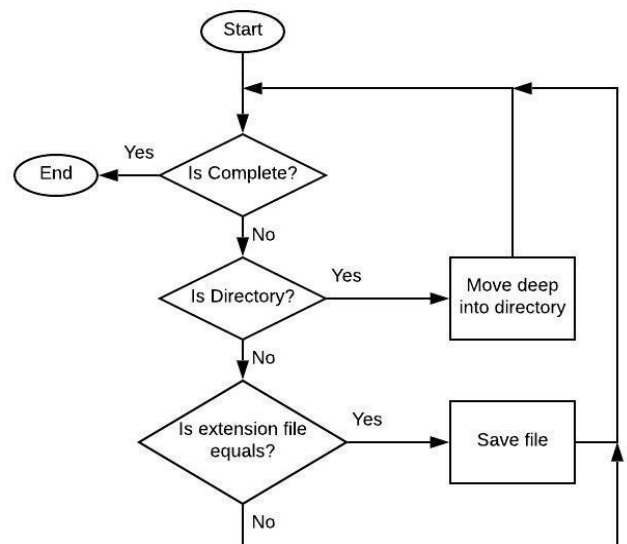 Start
Yes
End
Is Complete?
No
Is Directory?
Yes
Move deep
into directory
No
Is extension file
equals?
Yes
Save file
No